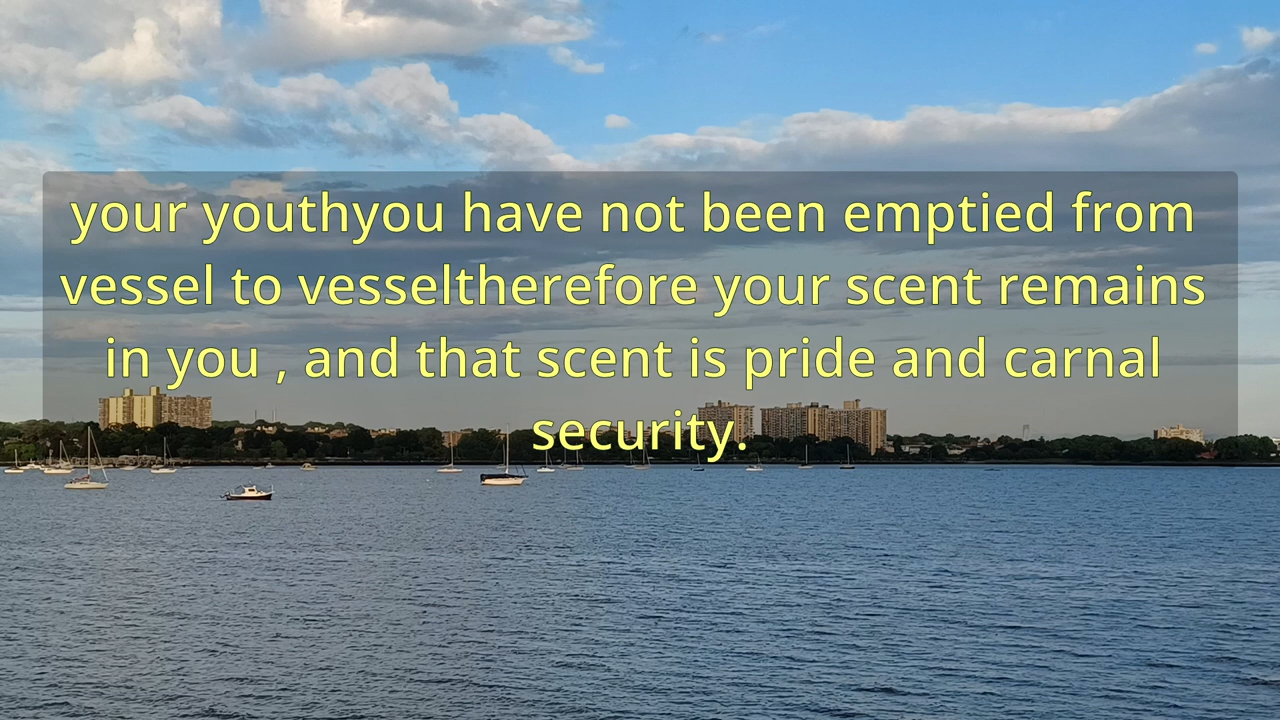 your youthyou have not been emptied from
vessel to vesseltherefore your scent remains
in you , and that scent is pride and carnal
security.